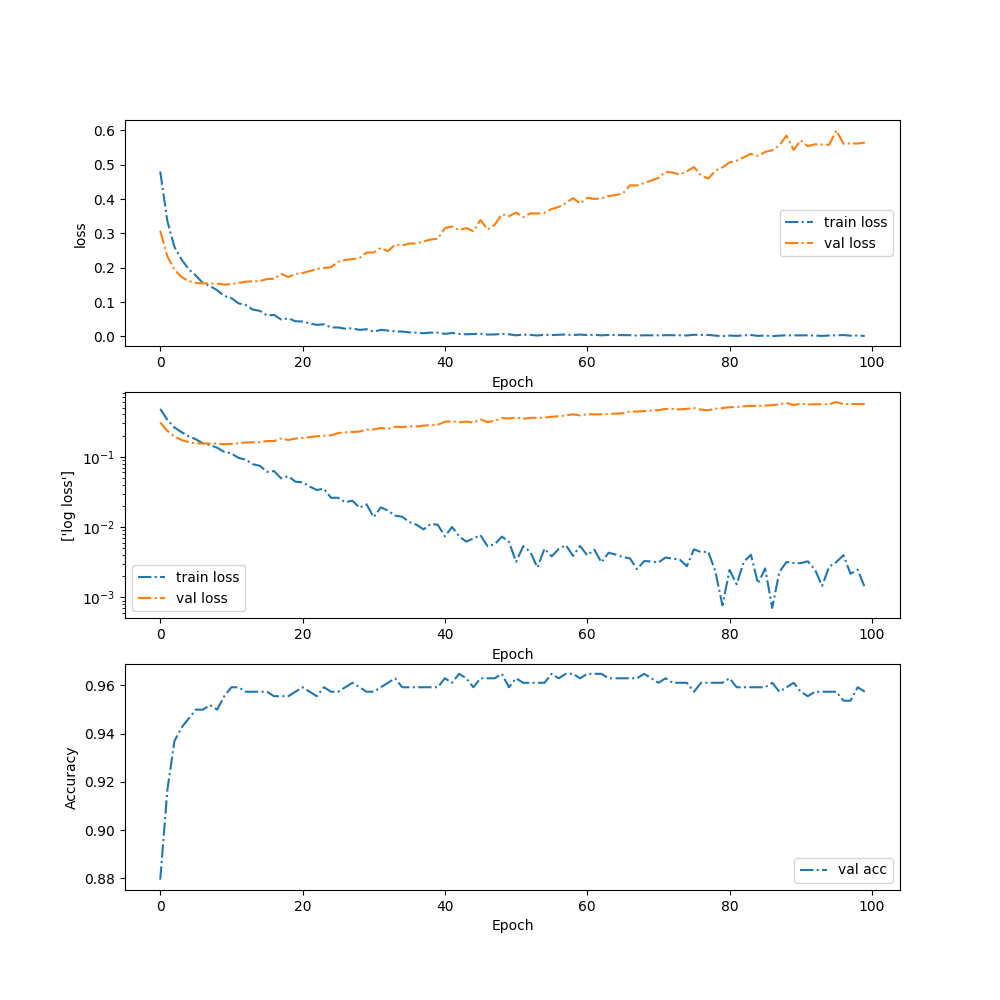 0.6
0.5
0.4
0.3
0.2
0.1
0.0
loss
train loss
val loss
0 20 40 60 80 100
Epoch
10⁻¹
10⁻²
10⁻³
['log loss']
train loss
val loss
0 20 40 60 80 100
Epoch
0.96
0.94
0.92
0.90
0.88
Accuracy
val acc
0 20 40 60 80 100
Epoch